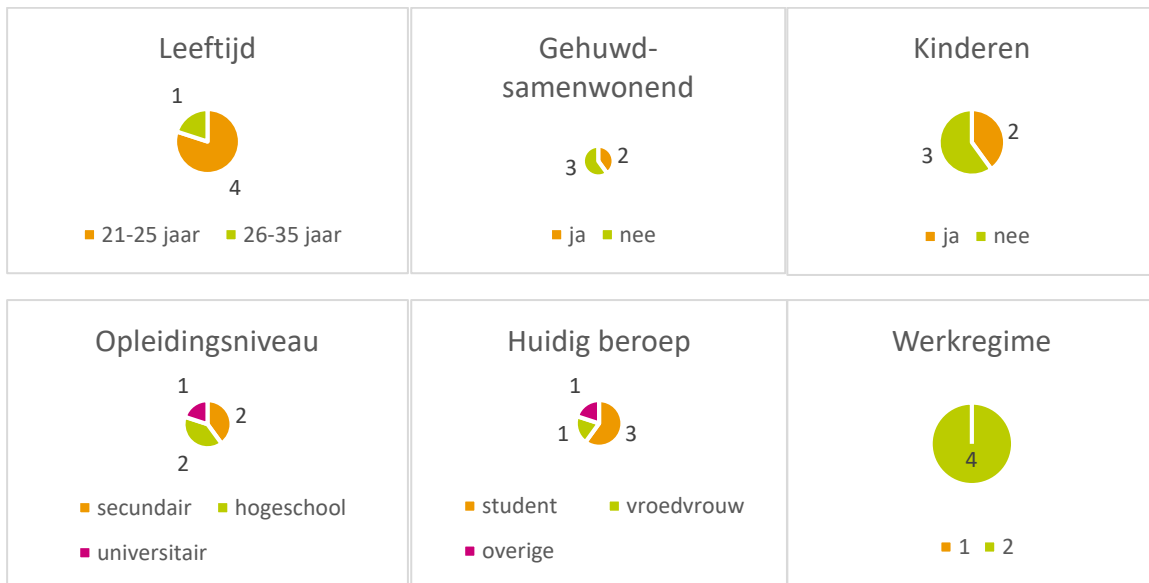 Leeftijd
1
4
21-25 jaar 26-35 jaar
Gehuwd-
samenwonend
2
3
ja nee
Kinderen
2
3
ja nee
Opleidingsniveau
1
2
2
secundair hogeschool
universitair
Huidig beroep
1
1 3
student vroedvrouw
overige
Werkregime
4
1 2